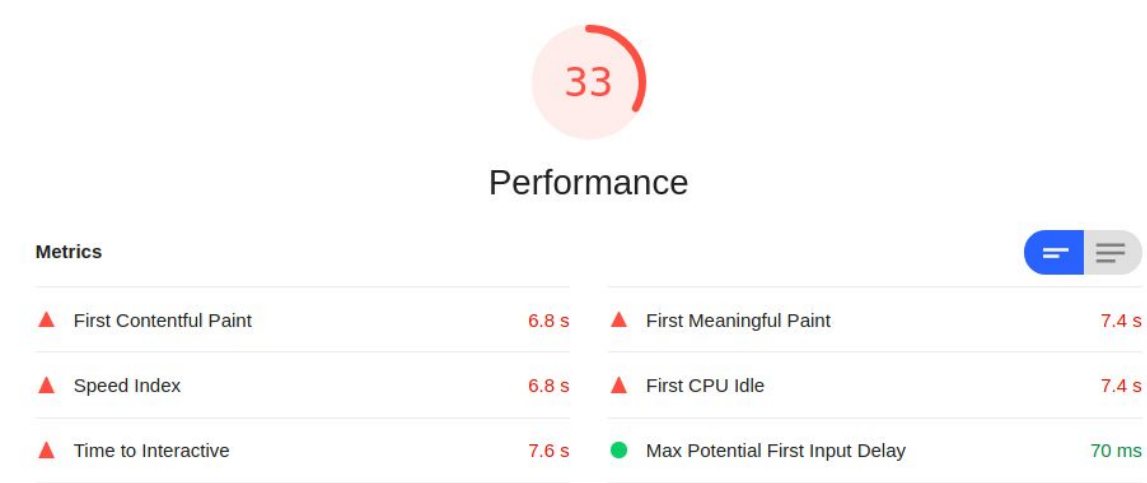 33
Performance
Metrics
First Contentful Paint 6.8 s
First Meaningful Paint 7.4 s
Speed Index 6.8 s
First CPU Idle 7.4 s
Time to Interactive 7.6 s
Max Potential First Input Delay 70 ms